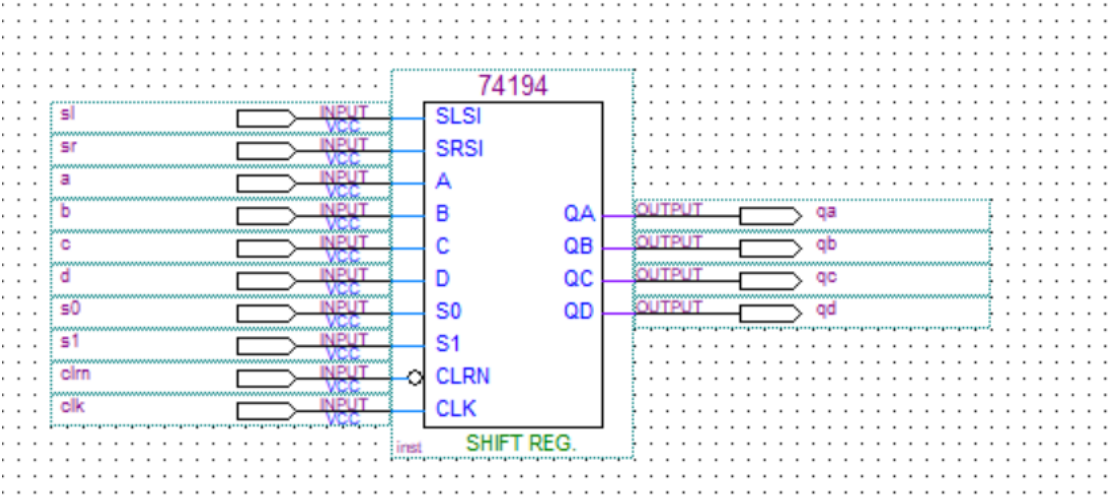 74194
sl INPUT VCC SLSI
sr INPUT VCC SRSI
a INPUT VCC A
b INPUT VCC B QA OUTPUT qa
c INPUT VCC C QB OUTPUT qb
d INPUT VCC D QC OUTPUT qc
s0 INPUT VCC S0 QD OUTPUT qd
s1 INPUT VCC S1
clrn INPUT VCC CLRN
clk INPUT VCC CLK
inst SHIFT REG.